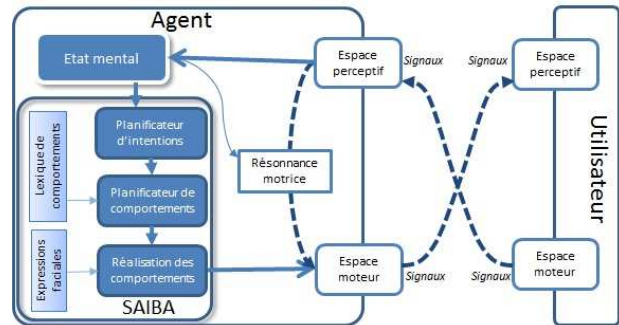 Agent
Etat mental
Planificateur
d'intentions
Planificateur de
comportements
Réalisation des
comportements
SAIBA
Lexique de
comportements
Expressions
faciales
Résonnance
motrice
Espace
perceptif
Signaux
Espace
moteur
Signaux
Signaux
Espace
perceptif
Signaux
Espace
moteur
Utilisateur